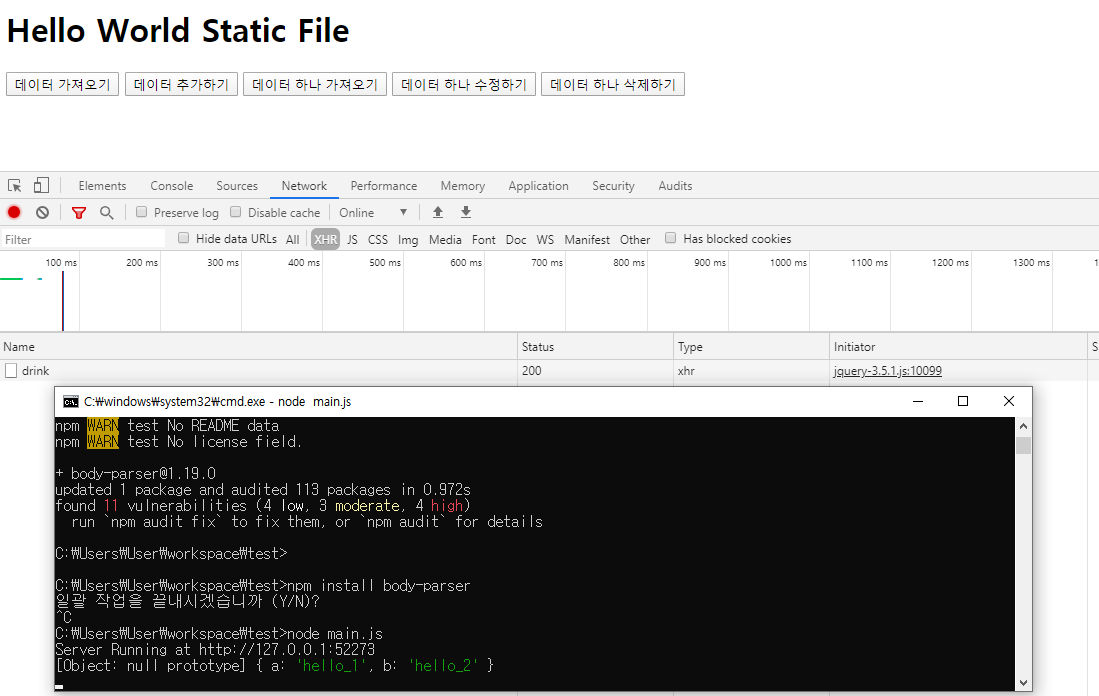 Hello World Static File
데이터 가져오기 데이터 추가하기 데이터 하나 가져오기 데이터 하나 수정하기 데이터 하나 삭제하기
Elements Console Sources Network Performance Memory Application Security Audits
Preserve log Disable cache Online ▼
Filter Hide data URLs All XHR JS CSS Img Media Font Doc WS Manifest Other Has blocked cookies
100 ms 200 ms 300 ms 400 ms 500 ms 600 ms 700 ms 800 ms 900 ms 1000 ms 1100 ms 1200 ms 1300 ms 1
Name Status Type Initiator S
drink 200 xhr jquery-3.5.1.js:10099
C:₩windows₩system32₩cmd.exe - node main.js
npm WARN test No README data
npm WARN test No license field.
+ body-parser@1.19.0
updated 1 package and audited 113 packages in 0.972s
found 11 vulnerabilities (4 low, 3 moderate, 4 high)
run `npm audit fix` to fix them, or `npm audit` for details
C:₩Users₩User₩workspace₩test>
C:₩Users₩User₩workspace₩test>npm install body-parser
일괄 작업을 끝내시겠습니까 (Y/N)?
^C
C:₩Users₩User₩workspace₩test>node main.js
Server Running at http://127.0.0.1:52273
[Object: null prototype] { a: 'hello_1', b: 'hello_2' }